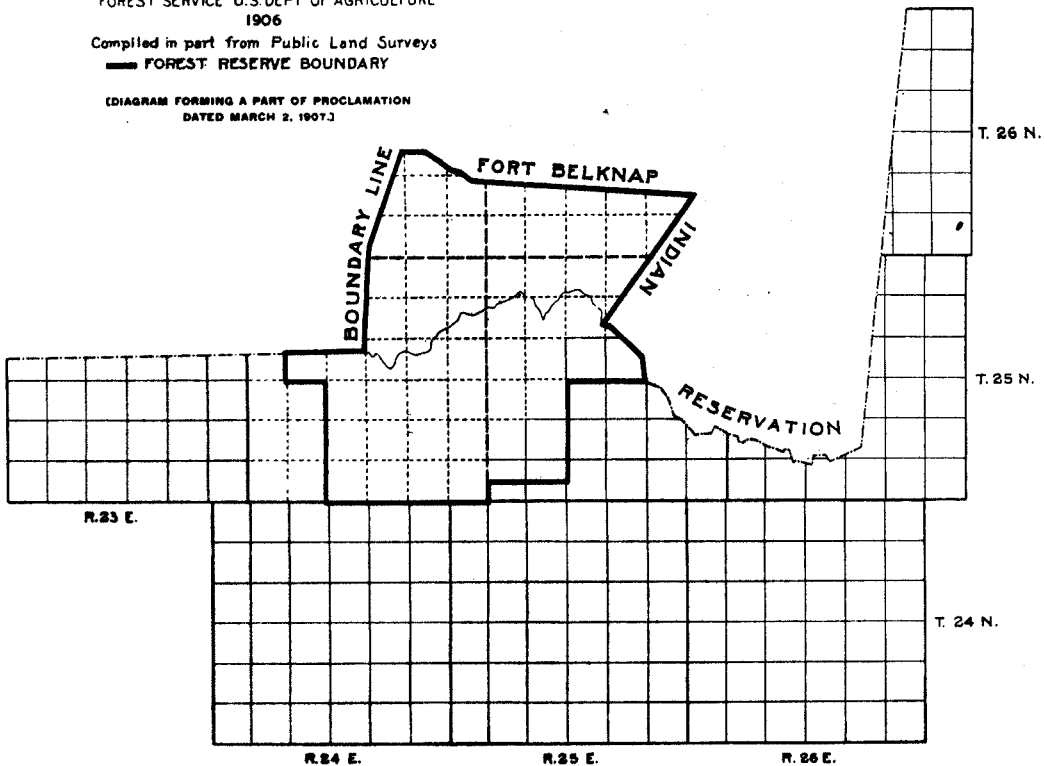 FOREST SERVICE U.S. DEPT OF AGRICULTURE
1906
Compiled in part from Public Land Surveys
FOREST RESERVE BOUNDARY
[DIAGRAM FORMING A PART OF PROCLAMATION
DATED MARCH 2, 1907.]
T. 26 N.
BOUNDARY LINE
FORT BELKNAP
INDIAN
RESERVATION
T. 25 N.
R.23 E.
T. 24 N.
R.24 E.
R.25 E.
R.26 E.